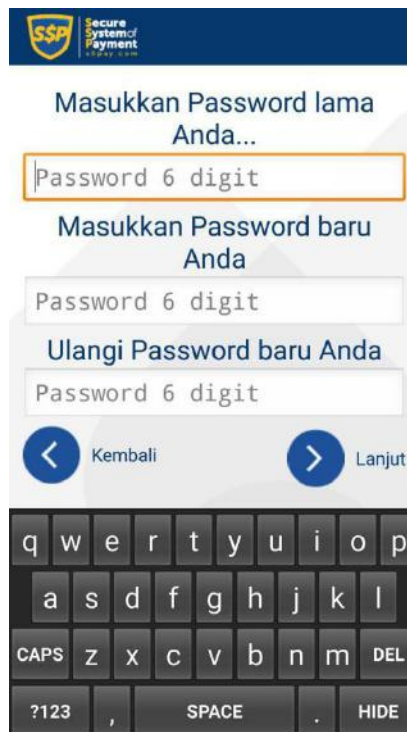 SSP
Secure
System of
Payment
sspay.com
Masukkan Password lama
Anda...
Password 6 digit
Masukkan Password baru
Anda
Password 6 digit
Ulangi Password baru Anda
Password 6 digit
Kembali Lanjut
q w e r t y u i o p
a s d f g h j k l
CAPS z x c v b n m DEL
?123 , SPACE . HIDE